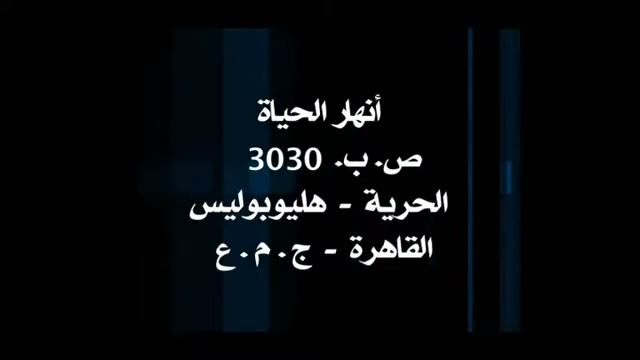 أنهار الحياة
ص. ب. 3030
الحرية - هليوبوليس
القاهرة - ج. م. ع